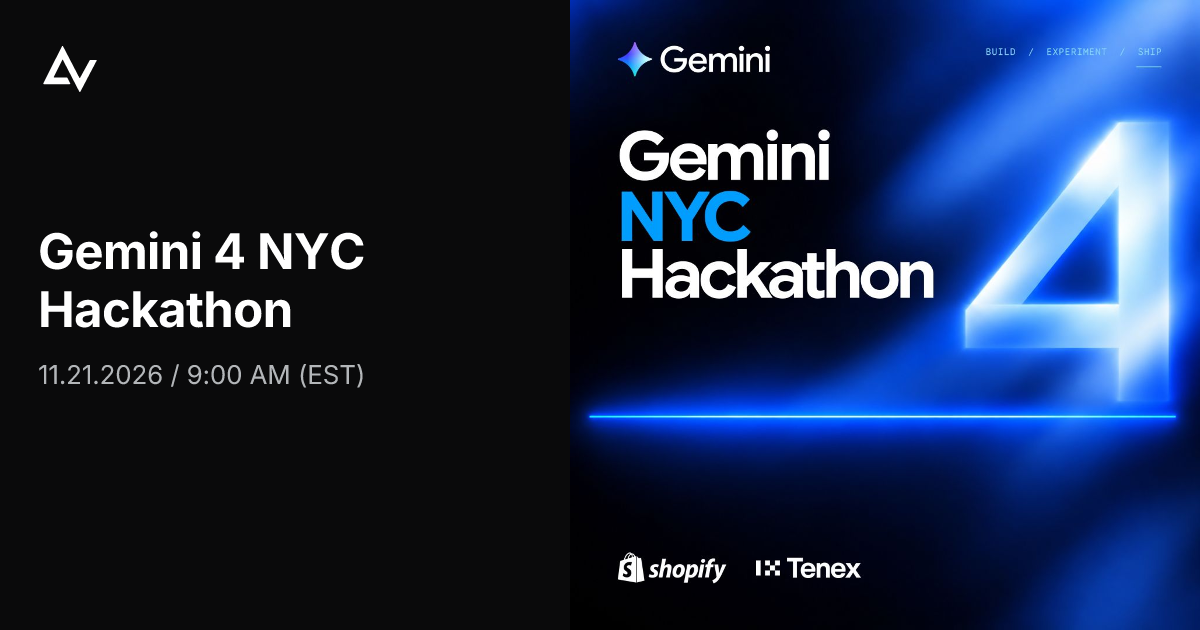 Gemini 4 NYC
Hackathon
11.21.2026 / 9:00 AM (EST)
Gemini
BUILD / EXPERIMENT / SHIP
Gemini
NYC
Hackathon
4
shopify
Tenex